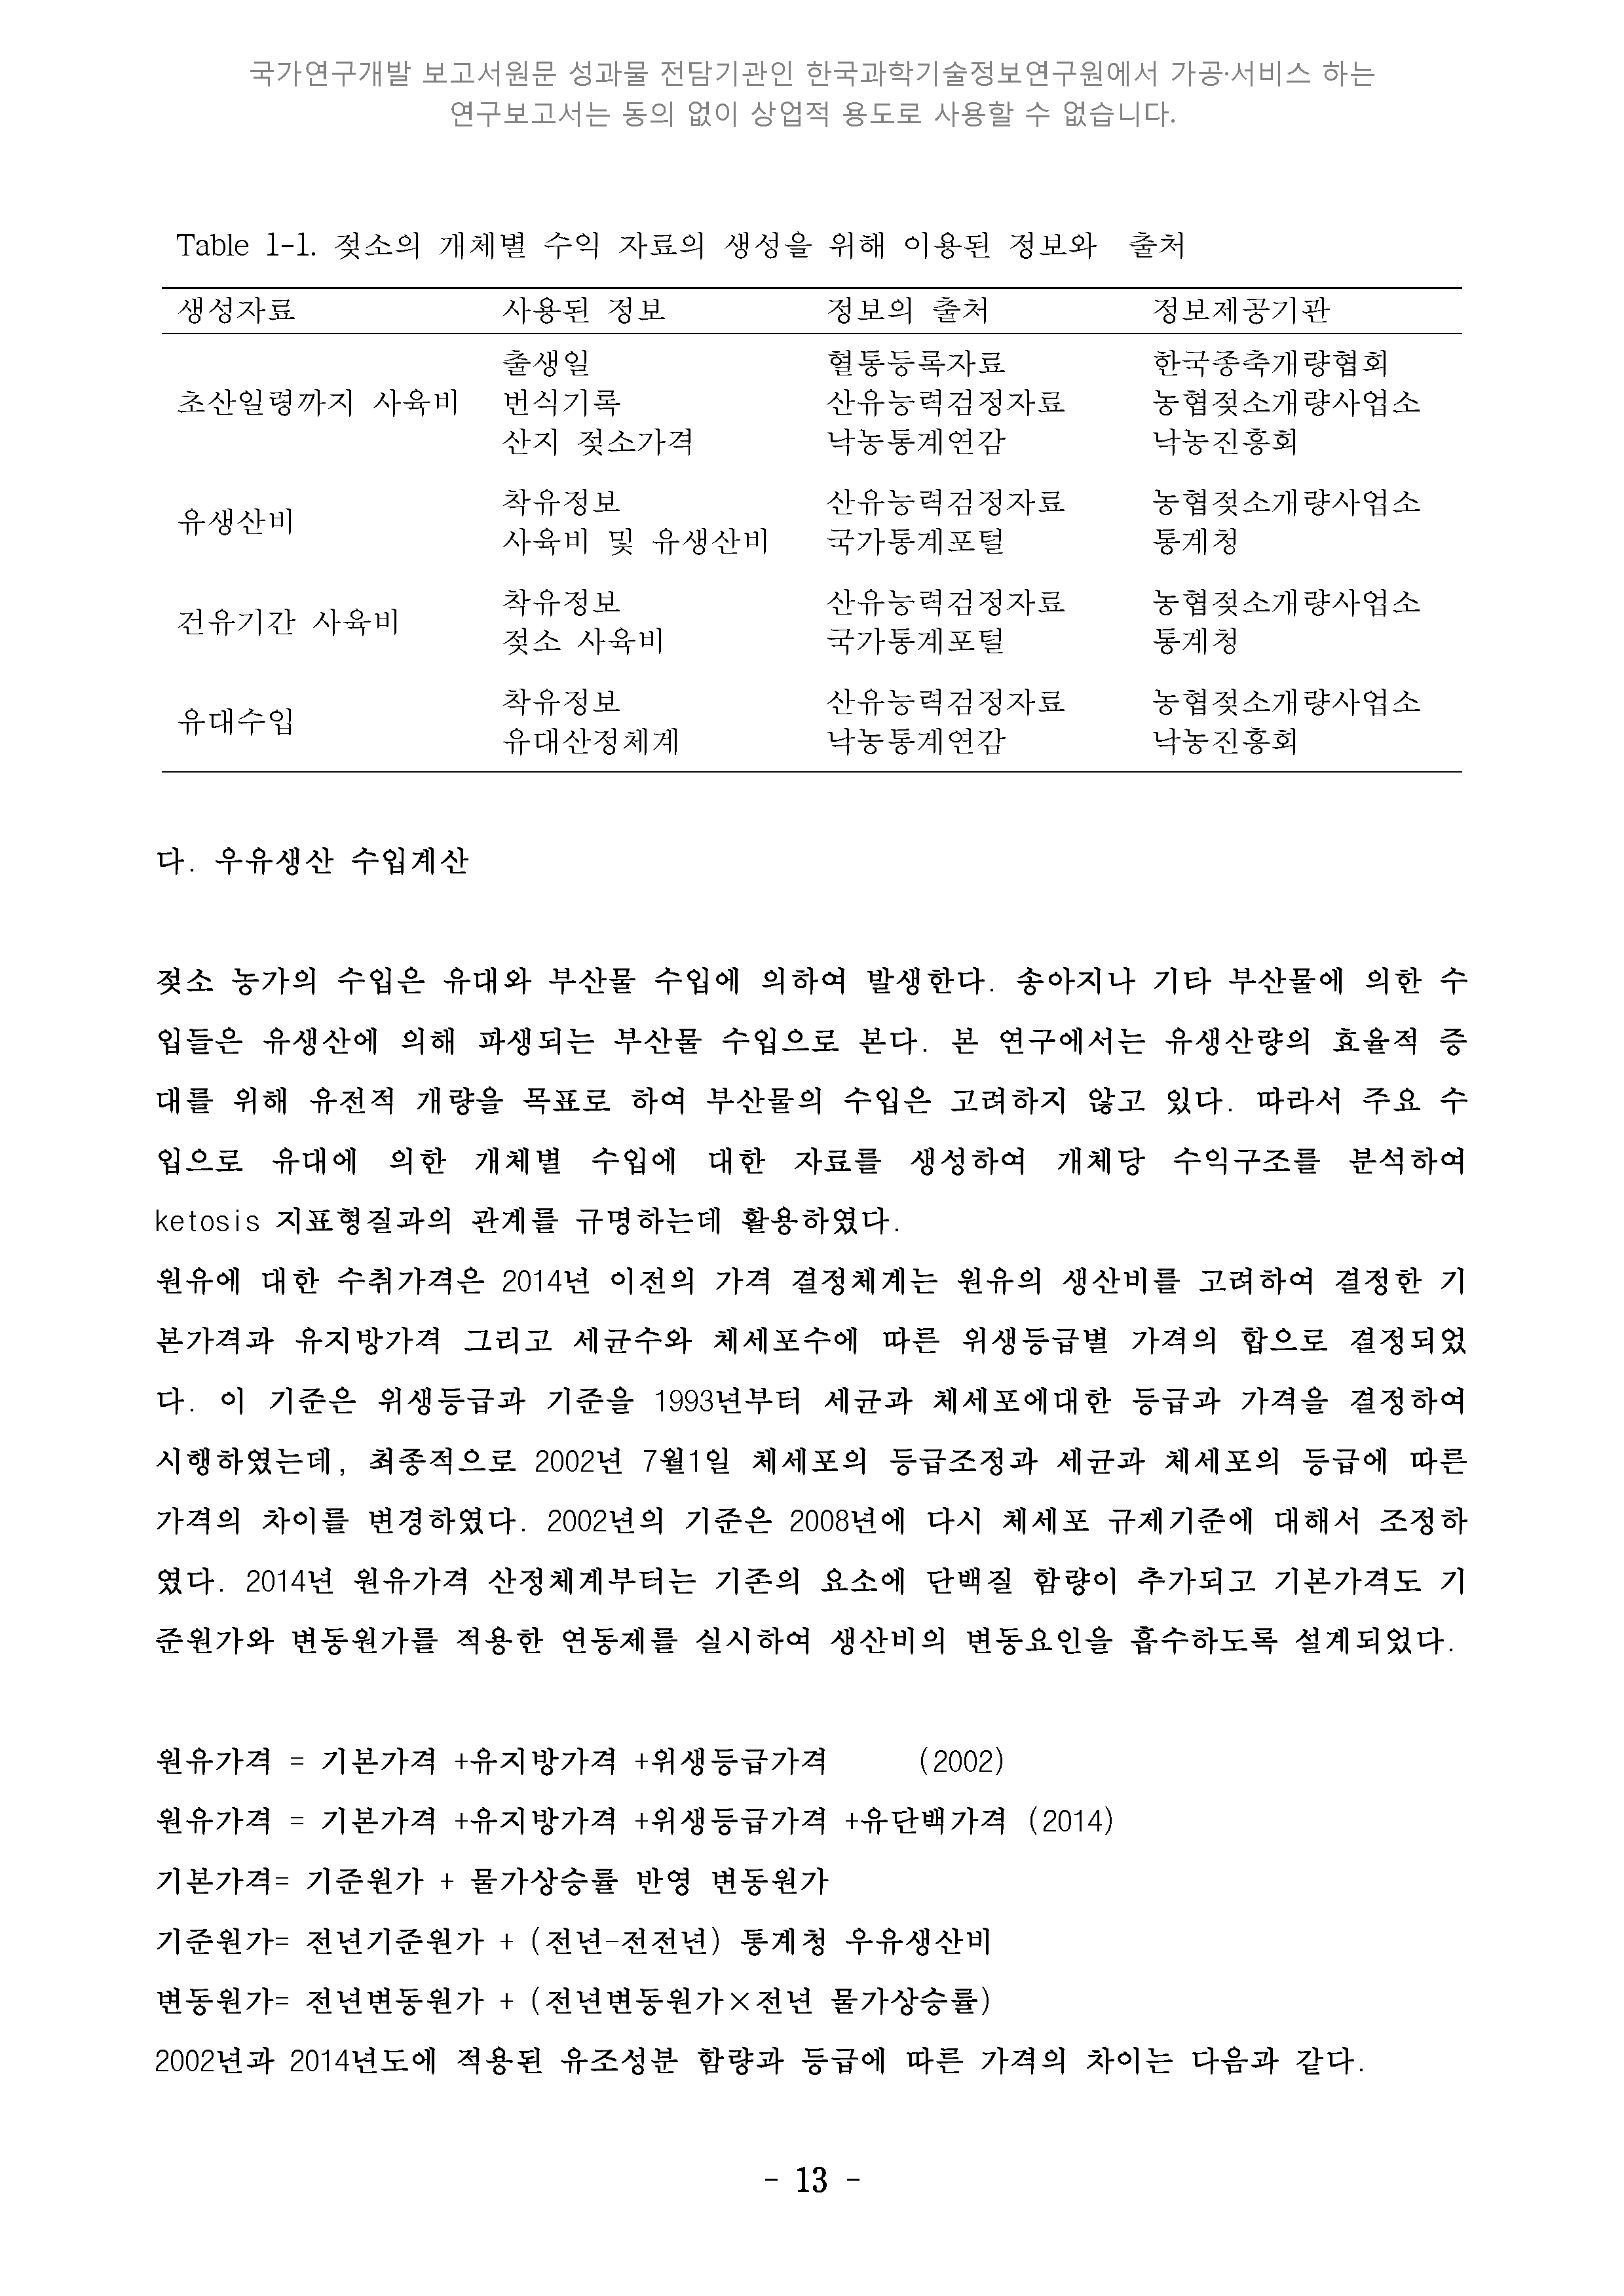 국가연구개발 보고서원문 성과물 전담기관인 한국과학기술정보연구원에서 가공·서비스 하는
연구보고서는 동의 없이 상업적 용도로 사용할 수 없습니다.
Table 1-1. 젖소의 개체별 수익 자료의 생성을 위해 이용된 정보와 출처
생성자료 사용된 정보 정보의 출처 정보제공기관
출생일 혈통등록자료 한국종축개량협회
초산일령까지 사육비 번식기록 산유능력검정자료 농협젖소개량사업소
산지 젖소가격 낙농통계연감 낙농진흥회
착유정보 산유능력검정자료 농협젖소개량사업소
유생산비
사육비 및 유생산비 국가통계포털 통계청
착유정보 산유능력검정자료 농협젖소개량사업소
건유기간 사육비
젖소 사육비 국가통계포털 통계청
착유정보 산유능력검정자료 농협젖소개량사업소
유대수입
유대산정체계 낙농통계연감 낙농진흥회
다. 우유생산 수입계산
젖소 농가의 수입은 유대와 부산물 수입에 의하여 발생한다. 송아지나 기타 부산물에 의한 수
입들은 유생산에 의해 파생되는 부산물 수입으로 본다. 본 연구에서는 유생산량의 효율적 증
대를 위해 유전적 개량을 목표로 하여 부산물의 수입은 고려하지 않고 있다. 따라서 주요 수
입으로 유대에 의한 개체별 수입에 대한 자료를 생성하여 개체당 수익구조를 분석하여
ketosis 지표형질과의 관계를 규명하는데 활용하였다.
원유에 대한 수취가격은 2014년 이전의 가격 결정체계는 원유의 생산비를 고려하여 결정한 기
본가격과 유지방가격 그리고 세균수와 체세포수에 따른 위생등급별 가격의 합으로 결정되었
다. 이 기준은 위생등급과 기준을 1993년부터 세균과 체세포에대한 등급과 가격을 결정하여
시행하였는데, 최종적으로 2002년 7월1일 체세포의 등급조정과 세균과 체세포의 등급에 따른
가격의 차이를 변경하였다. 2002년의 기준은 2008년에 다시 체세포 규제기준에 대해서 조정하
였다. 2014년 원유가격 산정체계부터는 기존의 요소에 단백질 함량이 추가되고 기본가격도 기
준원가와 변동원가를 적용한 연동제를 실시하여 생산비의 변동요인을 흡수하도록 설계되었다.
원유가격 = 기본가격 +유지방가격 +위생등급가격 (2002)
원유가격 = 기본가격 +유지방가격 +위생등급가격 +유단백가격 (2014)
기본가격= 기준원가 + 물가상승률 반영 변동원가
기준원가= 전년기준원가 + (전년-전전년) 통계청 우유생산비
변동원가= 전년변동원가 + (전년변동원가×전년 물가상승률)
2002년과 2014년도에 적용된 유조성분 함량과 등급에 따른 가격의 차이는 다음과 같다.
- 13 -